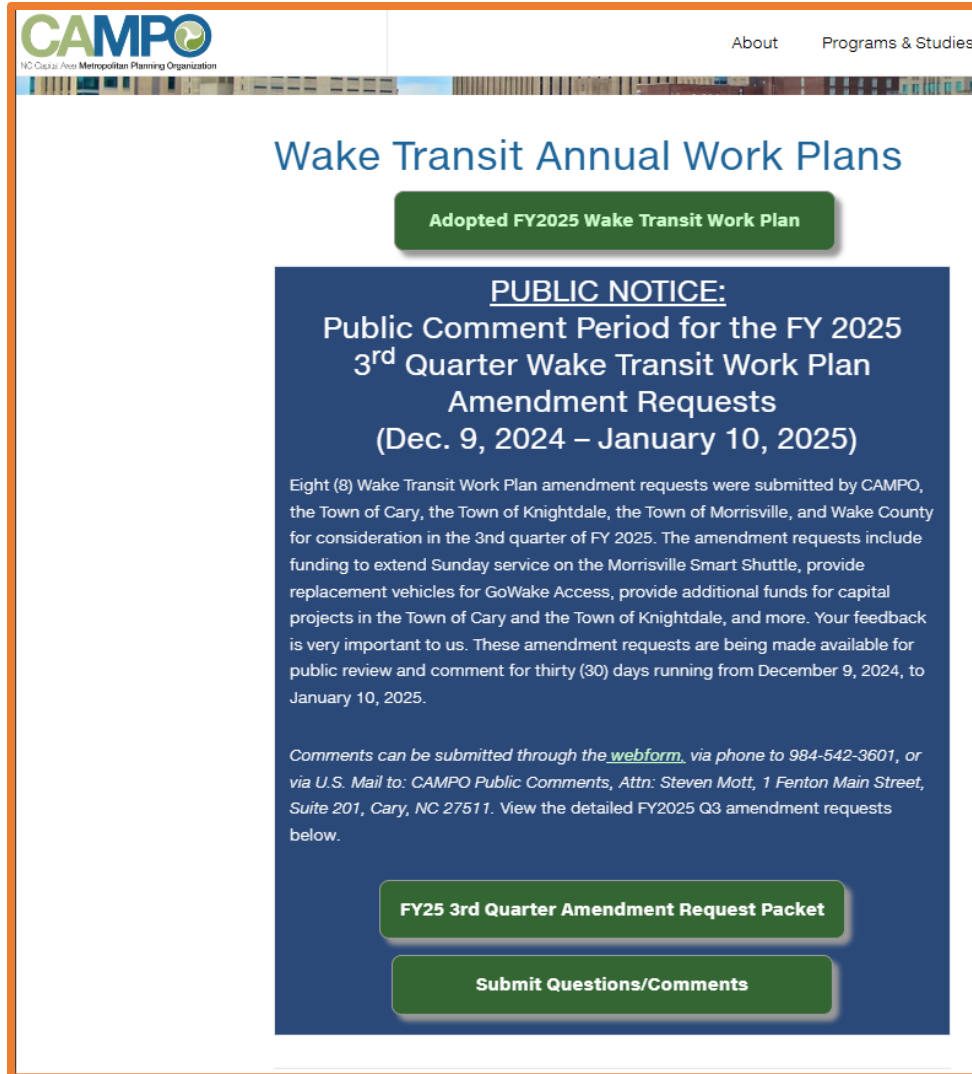 CAMPO
NC Capital Area Metropolitan Planning Organization
About Programs & Studies
Wake Transit Annual Work Plans
Adopted FY2025 Wake Transit Work Plan
PUBLIC NOTICE:
Public Comment Period for the FY 2025
3rd Quarter Wake Transit Work Plan
Amendment Requests
(Dec. 9, 2024 – January 10, 2025)
Eight (8) Wake Transit Work Plan amendment requests were submitted by CAMPO,
the Town of Cary, the Town of Knightdale, the Town of Morrisville, and Wake County
for consideration in the 3nd quarter of FY 2025. The amendment requests include
funding to extend Sunday service on the Morrisville Smart Shuttle, provide
replacement vehicles for GoWake Access, provide additional funds for capital
projects in the Town of Cary and the Town of Knightdale, and more. Your feedback
is very important to us. These amendment requests are being made available for
public review and comment for thirty (30) days running from December 9, 2024, to
January 10, 2025.
Comments can be submitted through the webform, via phone to 984-542-3601, or
via U.S. Mail to: CAMPO Public Comments, Attn: Steven Mott, 1 Fenton Main Street,
Suite 201, Cary, NC 27511. View the detailed FY2025 Q3 amendment requests
below.
FY25 3rd Quarter Amendment Request Packet
Submit Questions/Comments